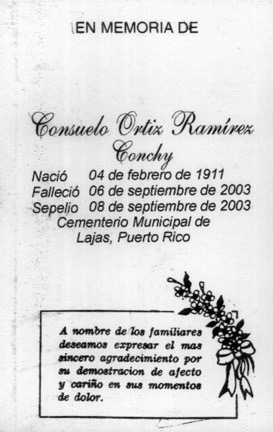 EN MEMORIA DE
Consuelo Ortiz Ramírez
Conchy
Nació 04 de febrero de 1911
Falleció 06 de septiembre de 2003
Sepelio 08 de septiembre de 2003
Cementerio Municipal de
Lajas, Puerto Rico
A nombre de los familiares
deseamos expresar el mas
sincero agradecimiento por
su demostracion de afecto
y cariño en sus momentos
de dolor.